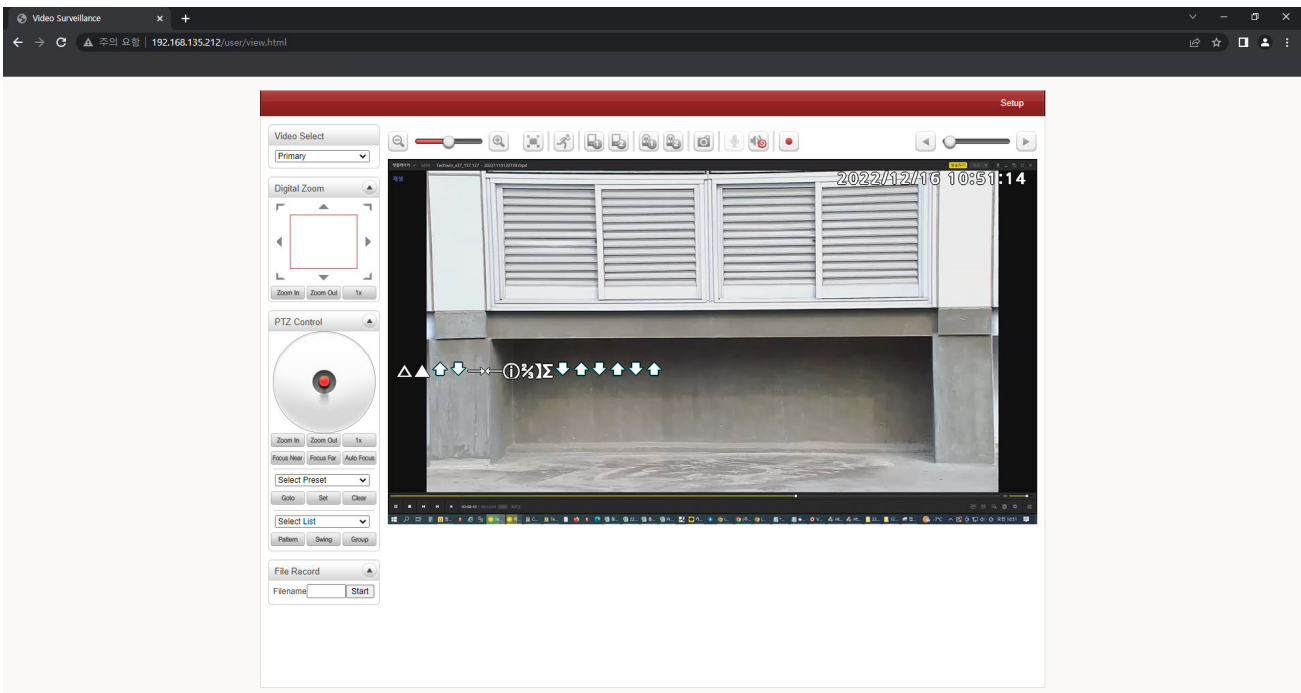 Video Surveillance
주의 요함 | 192.168.135.212/user/view.html
Setup
Video Select
Primary
Digital Zoom
Zoom In Zoom Out 1x
PTZ Control
Zoom In Zoom Out 1x
Focus Near Focus Far Auto Focus
Select Preset
Goto Set Clear
Select List
Pattern Swing Group
File Record
Filename Start
재생
2022/12/16 10:51:14